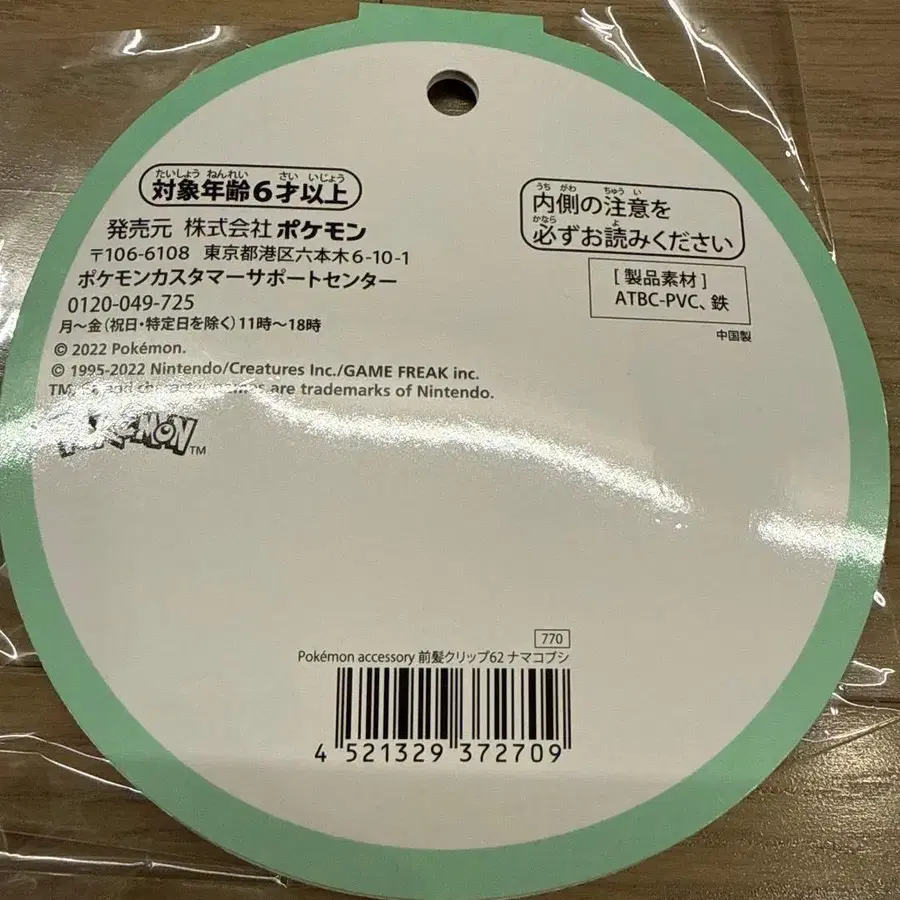 たいしょう ねんれい さい いじょう
対象年齢6才以上
発売元 株式会社 ポケモン
〒106-6108 東京都港区六本木6-10-1
ポケモンカスタマーサポートセンター
0120-049-725
月～金(祝日・特定日を除く)11時～18時
© 2022 Pokémon.
© 1995-2022 Nintendo/Creatures Inc./GAME FREAK inc.
TM, and character names are trademarks of Nintendo.
POKÉMON TM
うち がわ ちゅう い
内側の注意を
かなら よ
必ずお読みください
[製品素材]
ATBC-PVC、鉄
中国製
770
Pokémon accessory 前髪クリップ62 ナマコブシ
4 521329 372709